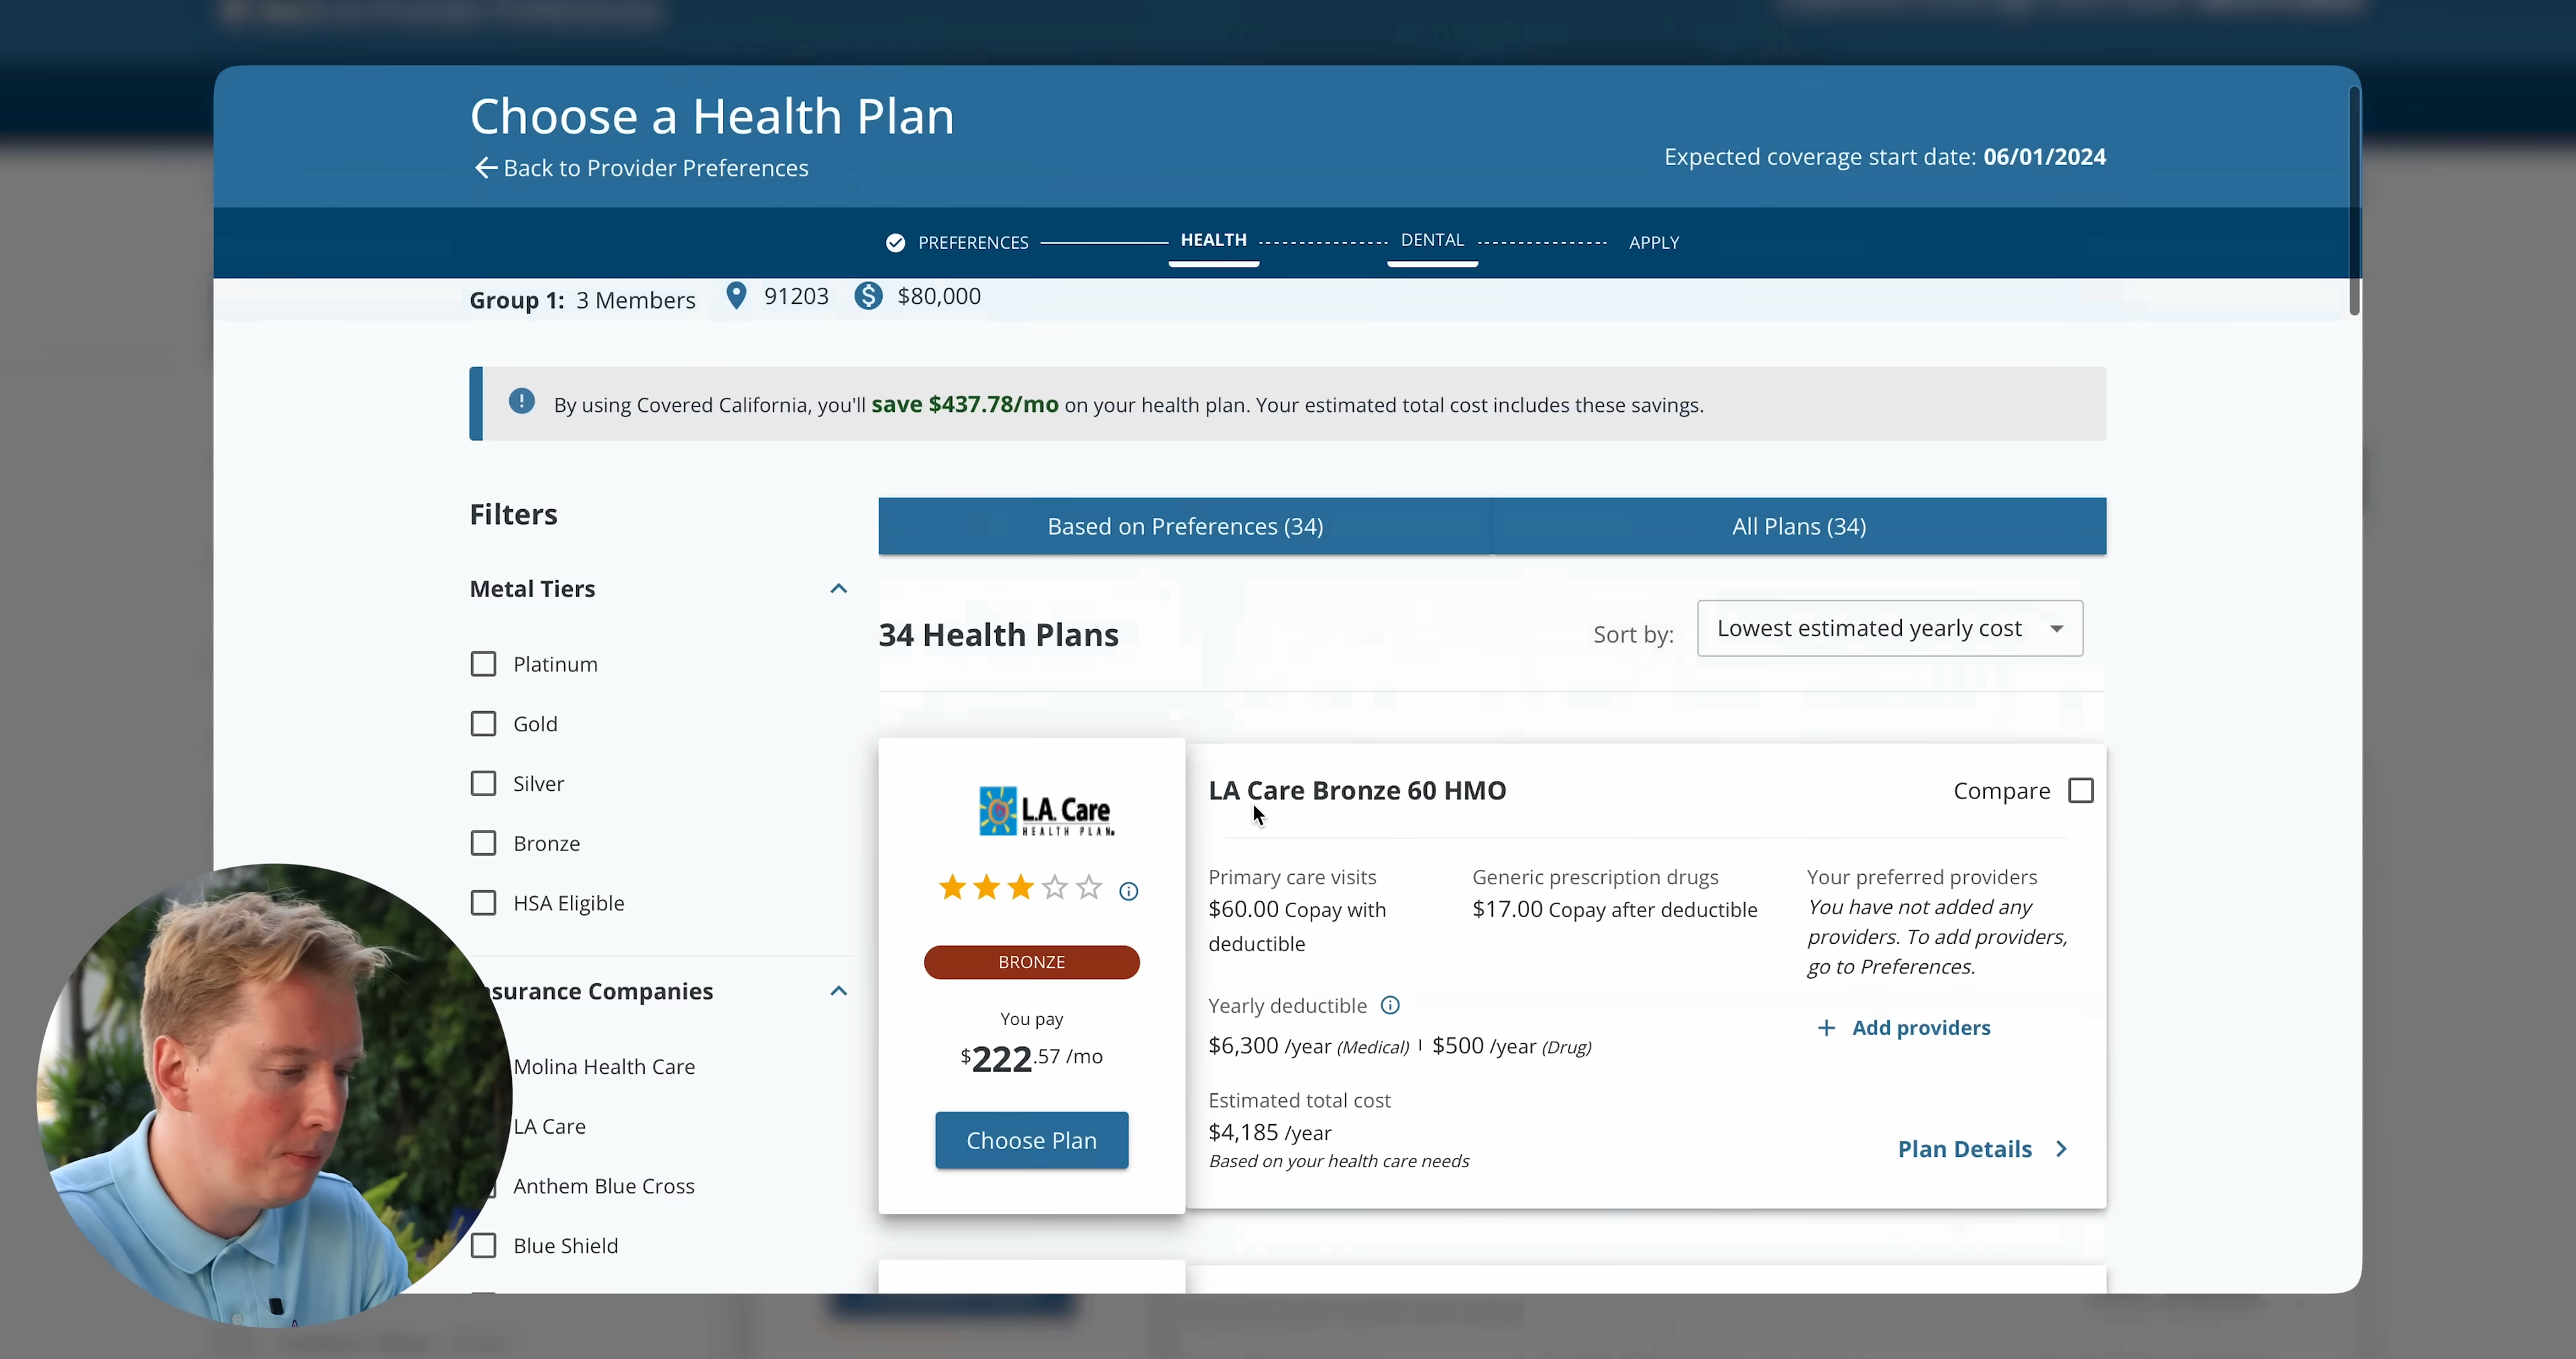 Choose a Health Plan
Back to Provider Preferences
Expected coverage start date: 06/01/2024
PREFERENCES
HEALTH
DENTAL
APPLY
Group 1: 3 Members
91203
$80,000
By using Covered California, you'll save $437.78/mo on your health plan. Your estimated total cost includes these savings.
Filters
Metal Tiers
Platinum
Gold
Silver
Bronze
HSA Eligible
surance Companies
Molina Health Care
LA Care
Anthem Blue Cross
Blue Shield
Based on Preferences (34)
All Plans (34)
34 Health Plans
Sort by:
Lowest estimated yearly cost
L.A. Care
HEALTH PLAN
BRONZE
You pay
$222.57 /mo
Choose Plan
LA Care Bronze 60 HMO
Compare
Primary care visits
$60.00 Copay with
deductible
Generic prescription drugs
$17.00 Copay after deductible
Your preferred providers
You have not added any
providers. To add providers,
go to Preferences.
+ Add providers
Yearly deductible
$6,300 /year (Medical) | $500 /year (Drug)
Estimated total cost
$4,185 /year
Based on your health care needs
Plan Details